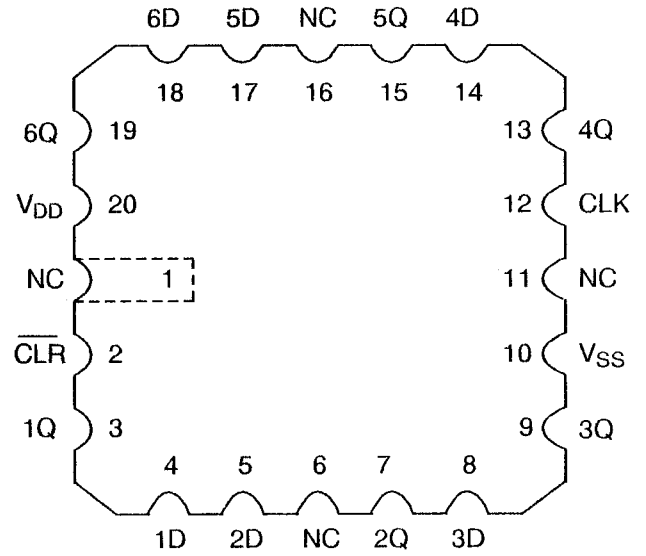 6D 5D NC 5Q 4D
18 17 16 15 14
6Q 19 13 4Q
VDD 20 12 CLK
NC 1 11 NC
C̅L̅R̅ 2 10 VSS
1Q 3 9 3Q
4 5 6 7 8
1D 2D NC 2Q 3D